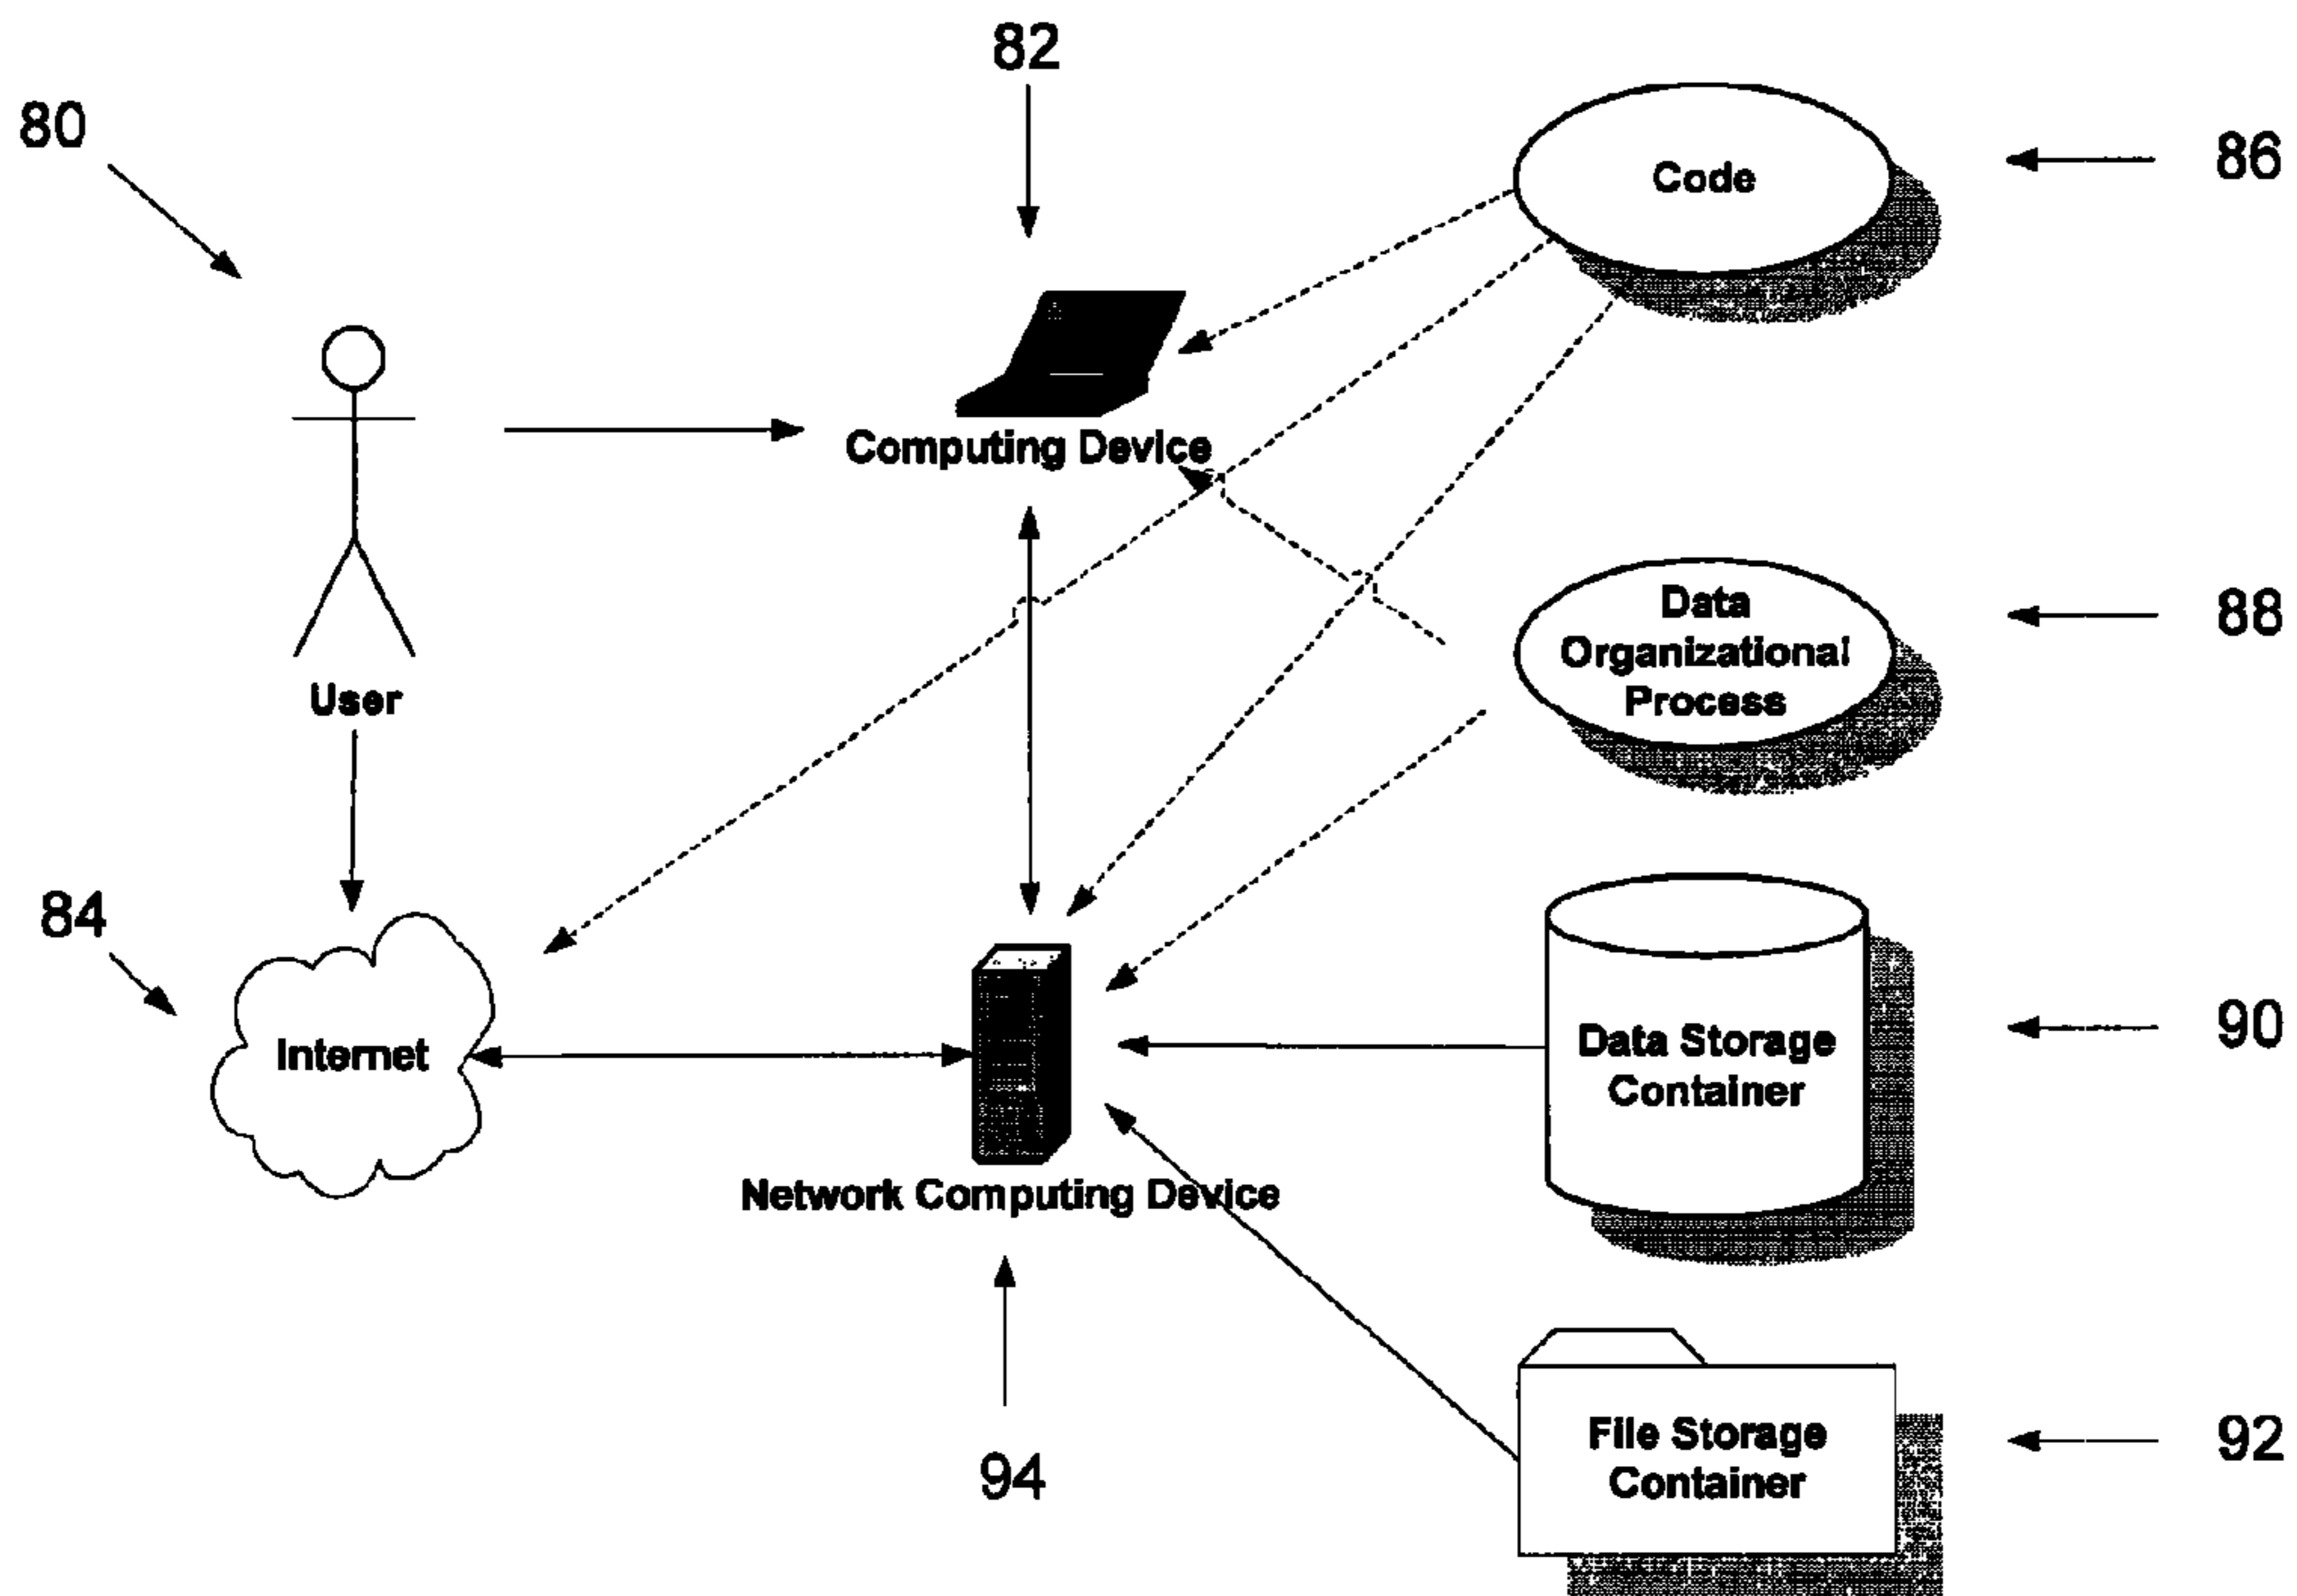 82
80
Code
86
Computing Device
Data
Organizational
Process
88
User
84
Internet
Data Storage
Container
90
Network Computing Device
File Storage
Container
92
94